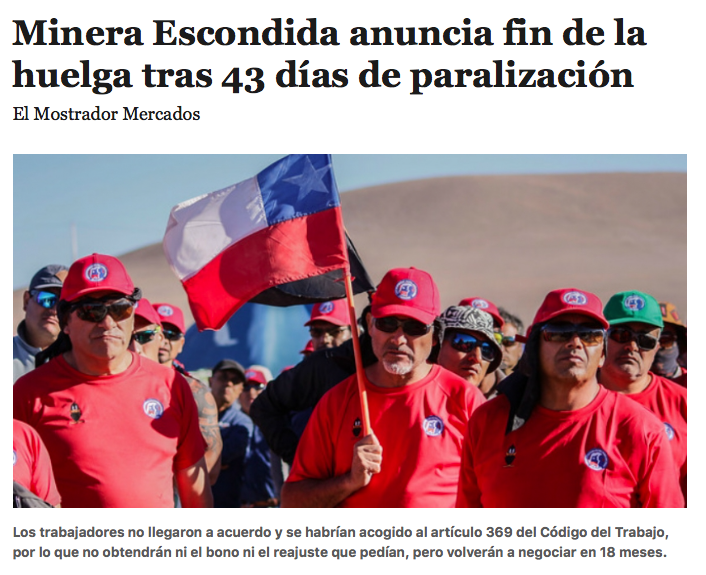 Minera Escondida anuncia fin de la
huelga tras 43 días de paralización
El Mostrador Mercados
Los trabajadores no llegaron a acuerdo y se habrían acogido al artículo 369 del Código del Trabajo,
por lo que no obtendrán ni el bono ni el reajuste que pedían, pero volverán a negociar en 18 meses.